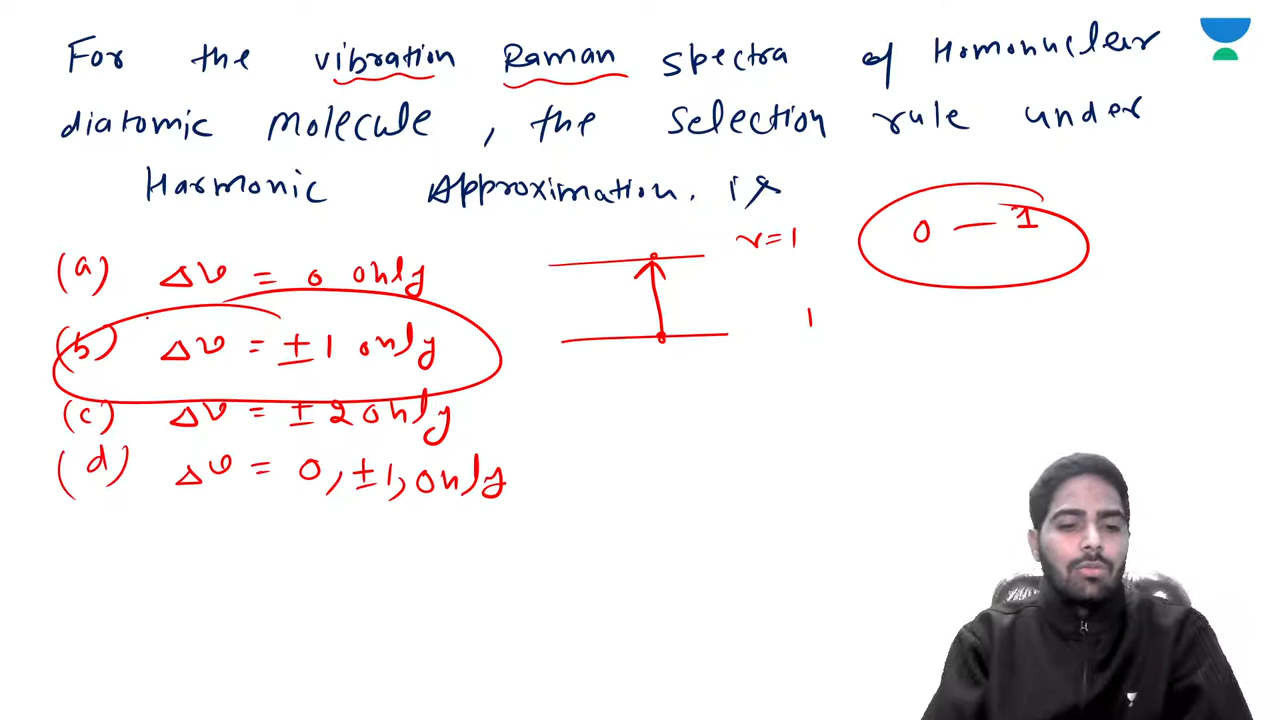 For the vibration Raman spectra of Homonuclear
diatomic Molecule, the selection rule under
Harmonic Approximation. is
(a) Δv = 0 only
(b) Δv = ±1 only
(c) Δv = ±2 only
(d) Δv = 0, ±1, only
v=1
0 — 1
1